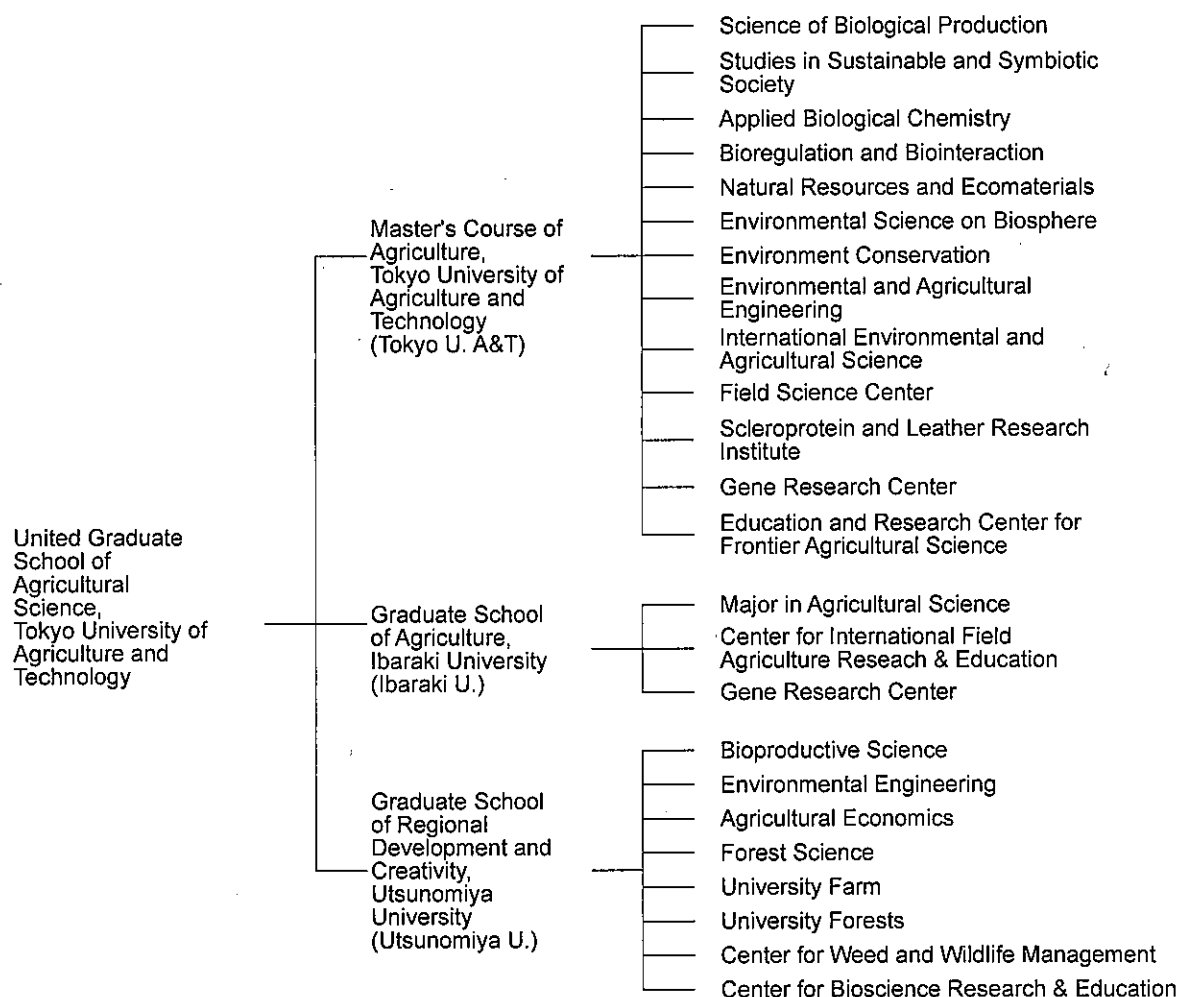 United Graduate
School of
Agricultural
Science,
Tokyo University of
Agriculture and
Technology
Master's Course of
Agriculture,
Tokyo University of
Agriculture and
Technology
(Tokyo U. A&T)
Science of Biological Production
Studies in Sustainable and Symbiotic
Society
Applied Biological Chemistry
Bioregulation and Biointeraction
Natural Resources and Ecomaterials
Environmental Science on Biosphere
Environment Conservation
Environmental and Agricultural
Engineering
International Environmental and
Agricultural Science
Field Science Center
Scleroprotein and Leather Research
Institute
Gene Research Center
Education and Research Center for
Frontier Agricultural Science
Graduate School
of Agriculture,
Ibaraki University
(Ibaraki U.)
Major in Agricultural Science
Center for International Field
Agriculture Reseach & Education
Gene Research Center
Graduate School
of Regional
Development and
Creativity,
Utsunomiya
University
(Utsunomiya U.)
Bioproductive Science
Environmental Engineering
Agricultural Economics
Forest Science
University Farm
University Forests
Center for Weed and Wildlife Management
Center for Bioscience Research & Education